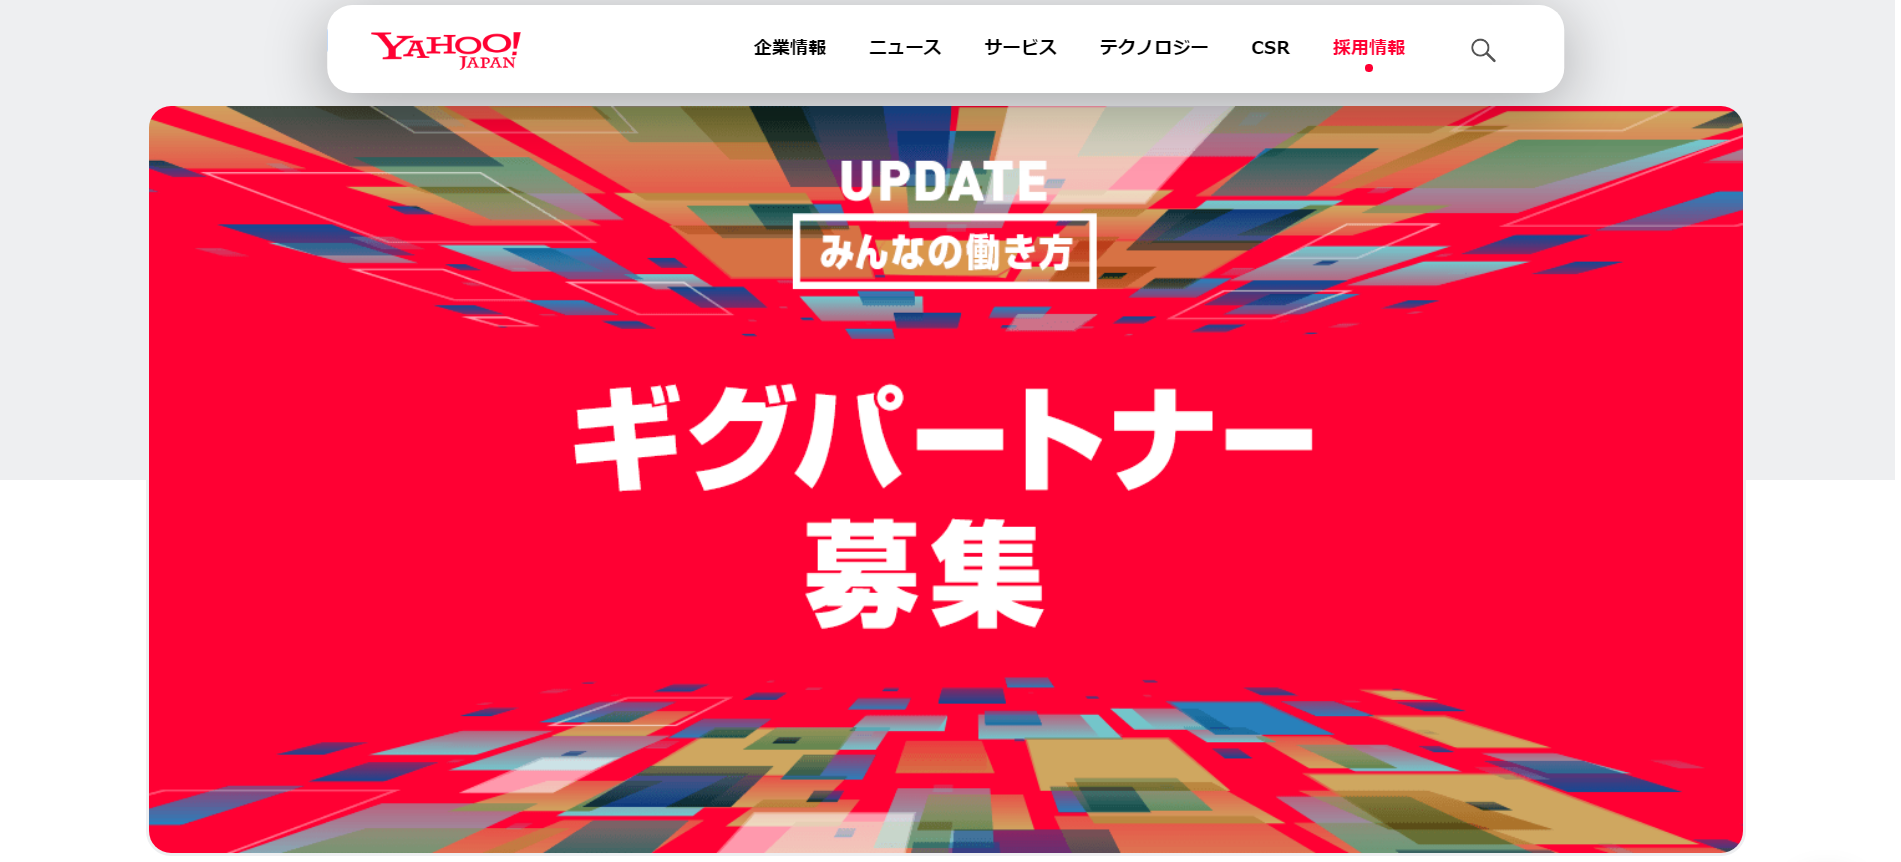 YAHOO!
JAPAN
企業情報 ニュース サービス テクノロジー CSR 採用情報
UPDATE
みんなの働き方
ギグパートナー
募集